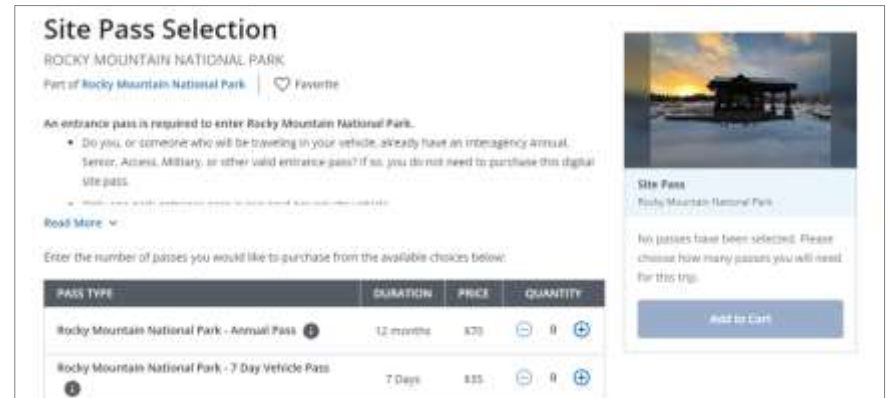 Site Pass Selection
ROCKY MOUNTAIN NATIONAL PARK
Part of Rocky Mountain National Park
Favorite
An entrance pass is required to enter Rocky Mountain National Park.
• Do you, or someone who will be traveling in your vehicle, already have an Interagency Annual,
Senior, Access, Military, or other valid entrance pass? If so, you do not need to purchase this digital
site pass.
Read More
Enter the number of passes you would like to purchase from the available choices below:
PASS TYPE DURATION PRICE QUANTITY
Rocky Mountain National Park - Annual Pass 12 months $70 0
Rocky Mountain National Park - 7 Day Vehicle Pass
7 Days $35 0
Site Pass
Rocky Mountain National Park
No passes have been selected. Please
choose how many passes you will need
for this trip.
Add to Cart